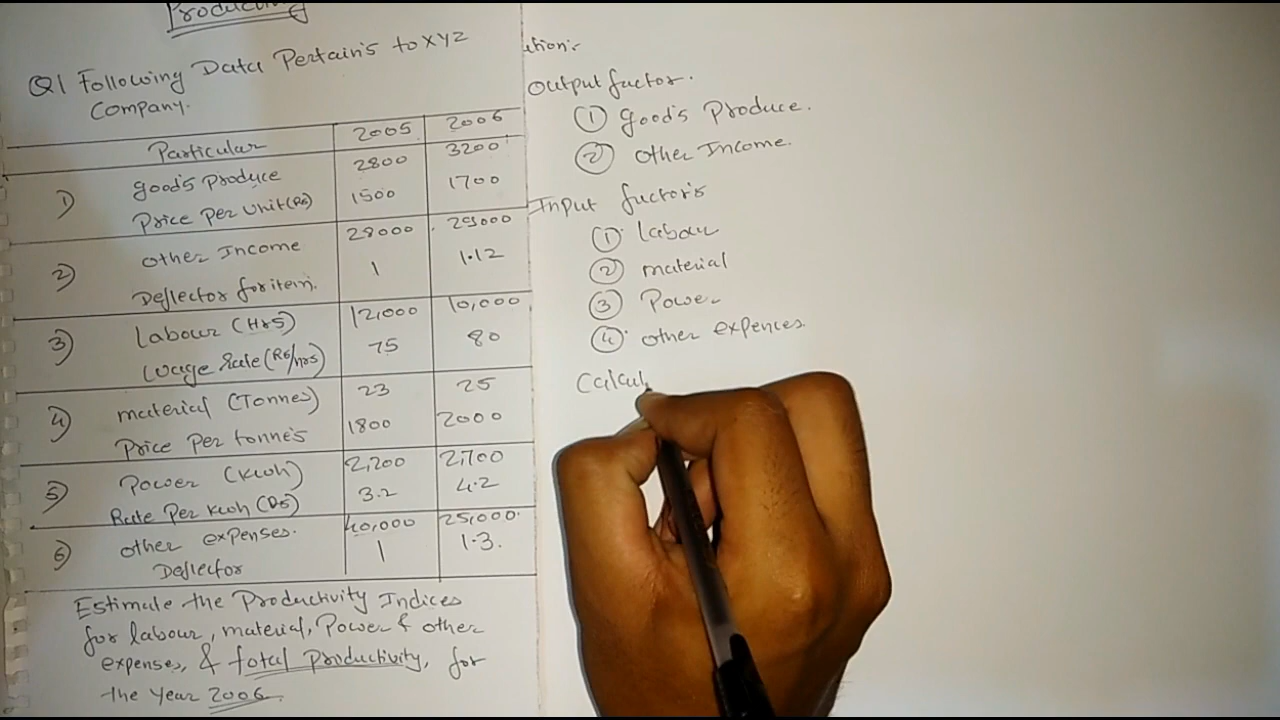 Q1 Following Data Pertain's to XYZ
Company.
Particular 2005 2006
1) good's Produce 2800 3200
Price Per Unit (Rs) 1500 1700
2) other Income 28000 25000
Deflector for item. 1 1.12
3) labour (Hrs) 12,000 10,000
Wage Rate (Rs/hrs) 75 80
4) material (Tonnes) 23 25
Price Per tonne's 1800 2000
5) Power (Kwh) 2,200 2,700
Rate Per Kwh (Rs) 3.2 4.2
6) other expenses. 40,000 25,000.
Deflector 1 1.3.
Estimate the Productivity Indices
for labour, material, Power & other
expenses, & total productivity, for
the Year 2006.
ution:-
Output factor.
① good's Produce.
② other Income.
Input factor's
① labour
② material
③ Power
④ other expences.
Calcul